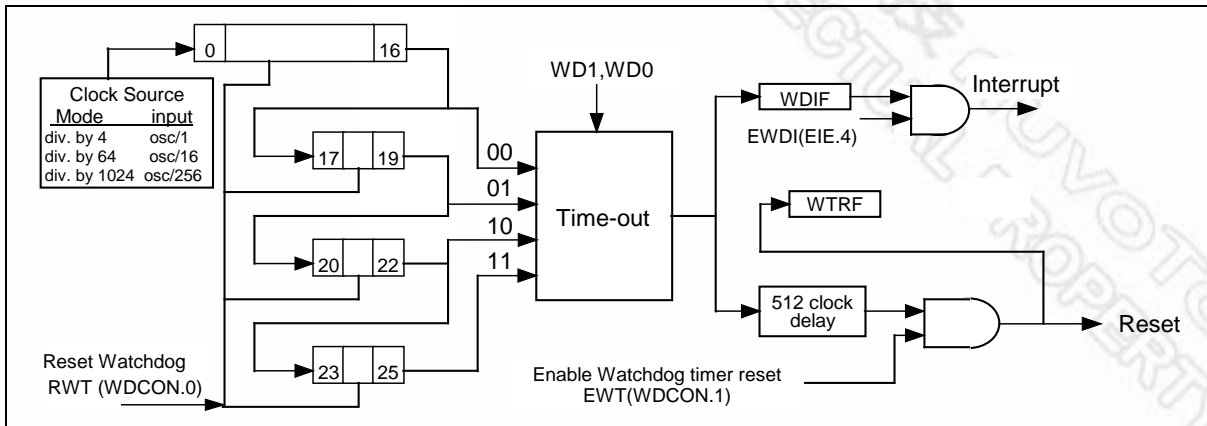 0 16
Clock Source
Mode input
div. by 4 osc/1
div. by 64 osc/16
div. by 1024 osc/256
17 19
20 22
23 25
Reset Watchdog
RWT (WDCON.0)
WD1,WD0
00
01
10
11
Time-out
WDIF
EWDI(EIE.4)
Interrupt
WTRF
512 clock
delay
Reset
Enable Watchdog timer reset
EWT(WDCON.1)